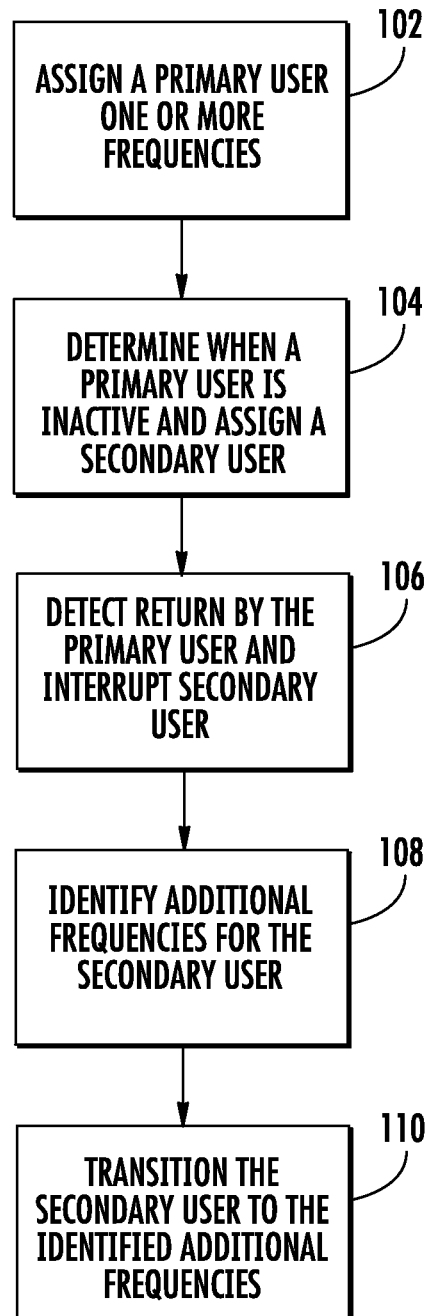 102
ASSIGN A PRIMARY USER
ONE OR MORE
FREQUENCIES
104
DETERMINE WHEN A
PRIMARY USER IS
INACTIVE AND ASSIGN A
SECONDARY USER
106
DETECT RETURN BY THE
PRIMARY USER AND
INTERRUPT SECONDARY
USER
108
IDENTIFY ADDITIONAL
FREQUENCIES FOR THE
SECONDARY USER
110
TRANSITION THE
SECONDARY USER TO THE
IDENTIFIED ADDITIONAL
FREQUENCIES